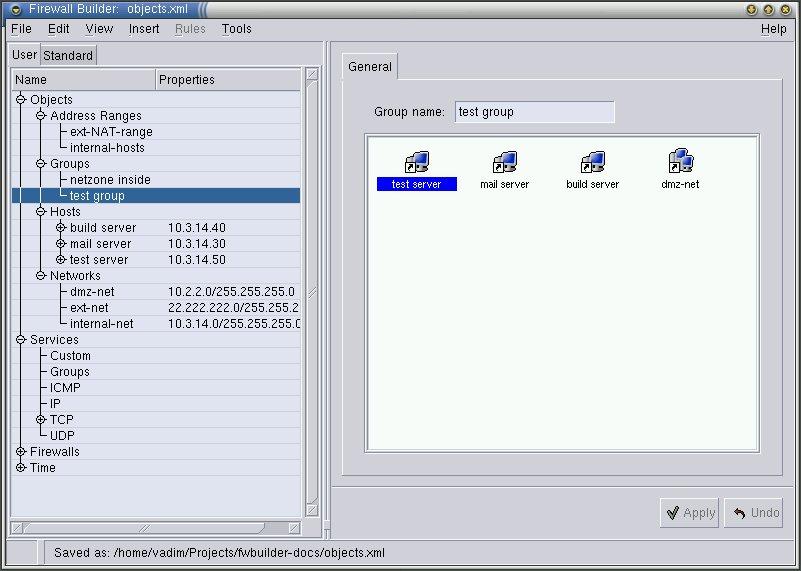 Firewall Builder: objects.xml
File Edit View Insert Rules Tools Help
User Standard
Name Properties
Objects
Address Ranges
ext-NAT-range
internal-hosts
Groups
netzone inside
test group
Hosts
build server 10.3.14.40
mail server 10.3.14.30
test server 10.3.14.50
Networks
dmz-net 10.2.2.0/255.255.255.0
ext-net 22.222.222.0/255.255.2
internal-net 10.3.14.0/255.255.255.0
Services
Custom
Groups
ICMP
IP
TCP
UDP
Firewalls
Time
General
Group name: test group
test server mail server build server dmz-net
Apply Undo
Saved as: /home/vadim/Projects/fwbuilder-docs/objects.xml